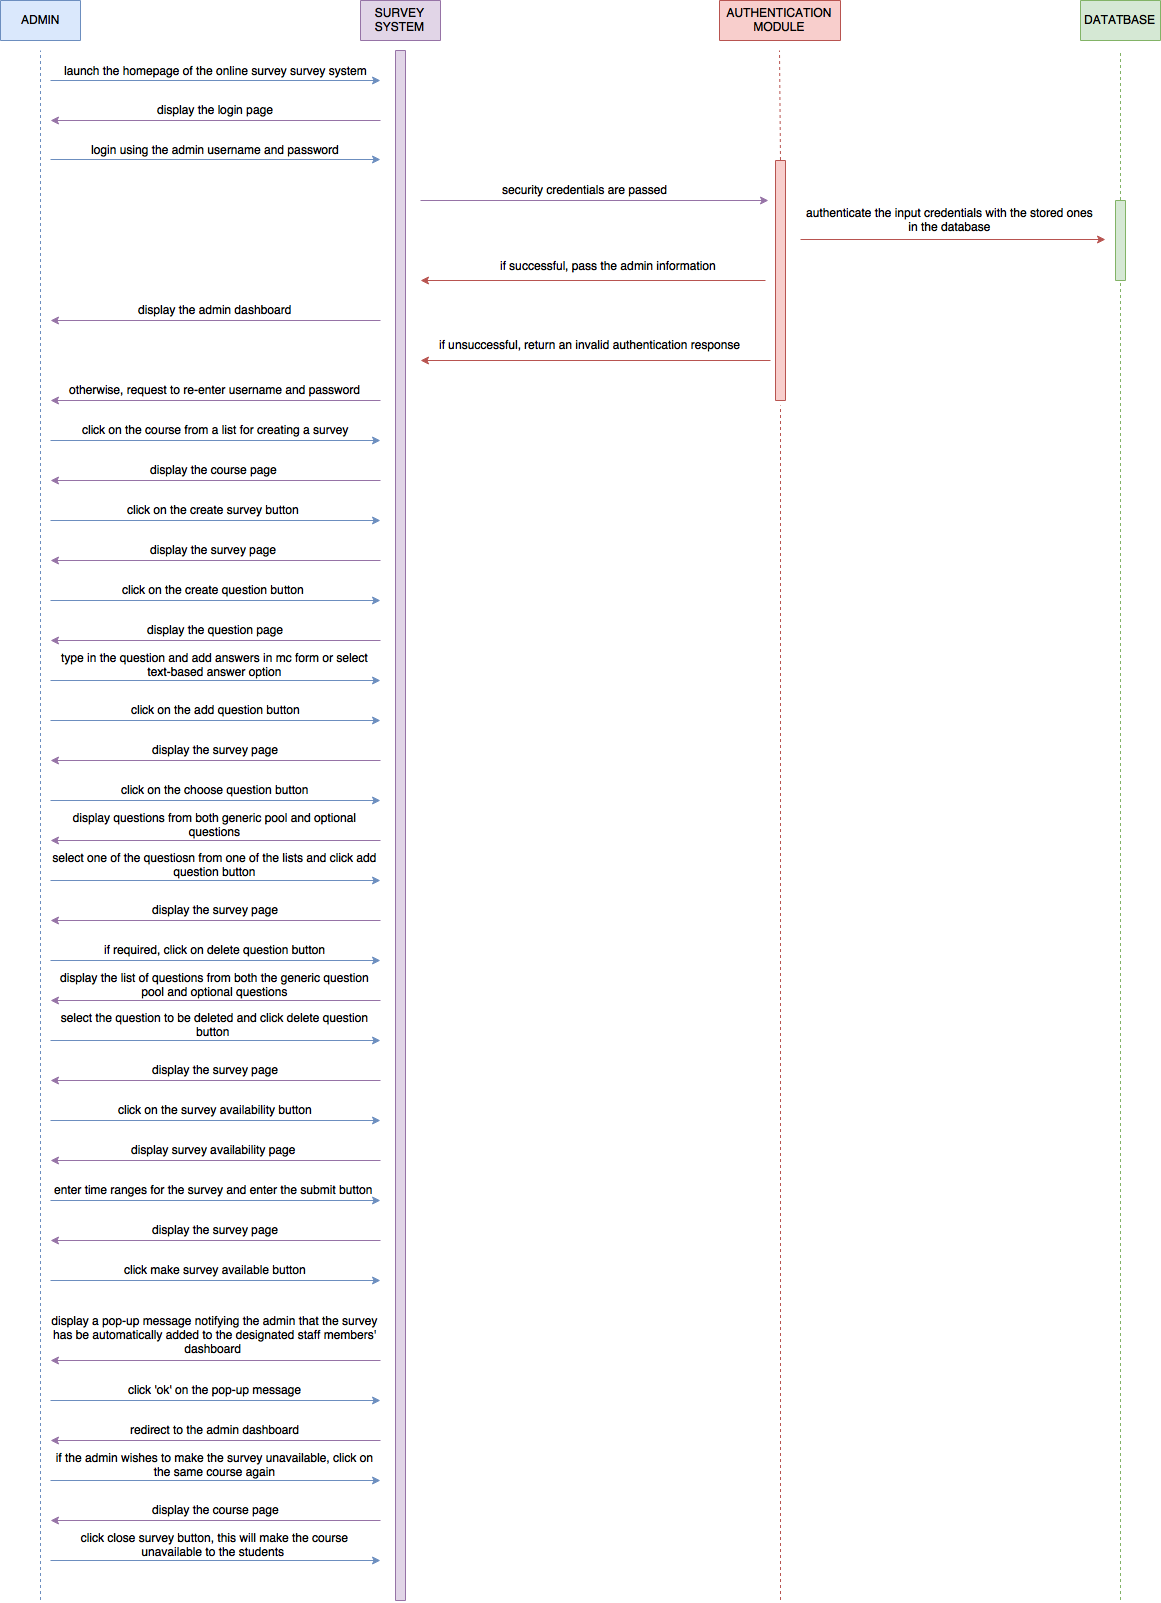 ADMIN
SURVEY
SYSTEM
AUTHENTICATION
MODULE
DATATBASE
launch the homepage of the online survey survey system
display the login page
login using the admin username and password
security credentials are passed
authenticate the input credentials with the stored ones
in the database
if successful, pass the admin information
display the admin dashboard
if unsuccessful, return an invalid authentication response
otherwise, request to re-enter username and password
click on the course from a list for creating a survey
display the course page
click on the create survey button
display the survey page
click on the create question button
display the question page
type in the question and add answers in mc form or select
text-based answer option
click on the add question button
display the survey page
click on the choose question button
display questions from both generic pool and optional
questions
select one of the questiosn from one of the lists and click add
question button
display the survey page
if required, click on delete question button
display the list of questions from both the generic question
pool and optional questions
select the question to be deleted and click delete question
button
display the survey page
click on the survey availability button
display survey availability page
enter time ranges for the survey and enter the submit button
display the survey page
click make survey available button
display a pop-up message notifying the admin that the survey
has be automatically added to the designated staff members'
dashboard
click 'ok' on the pop-up message
redirect to the admin dashboard
if the admin wishes to make the survey unavailable, click on
the same course again
display the course page
click close survey button, this will make the course
unavailable to the students